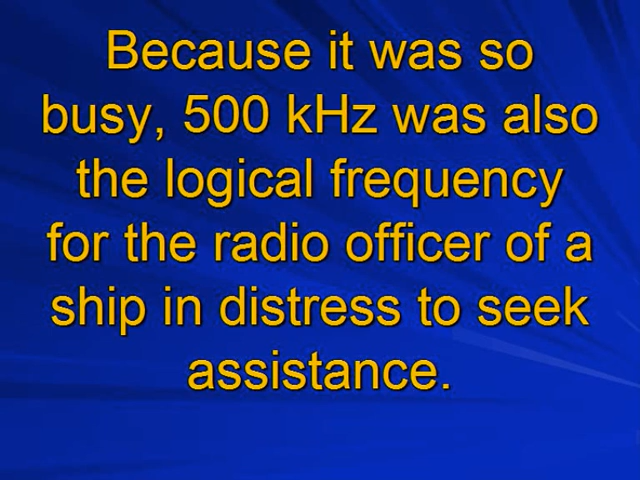 Because it was so
busy, 500 kHz was also
the logical frequency
for the radio officer of a
ship in distress to seek
assistance.